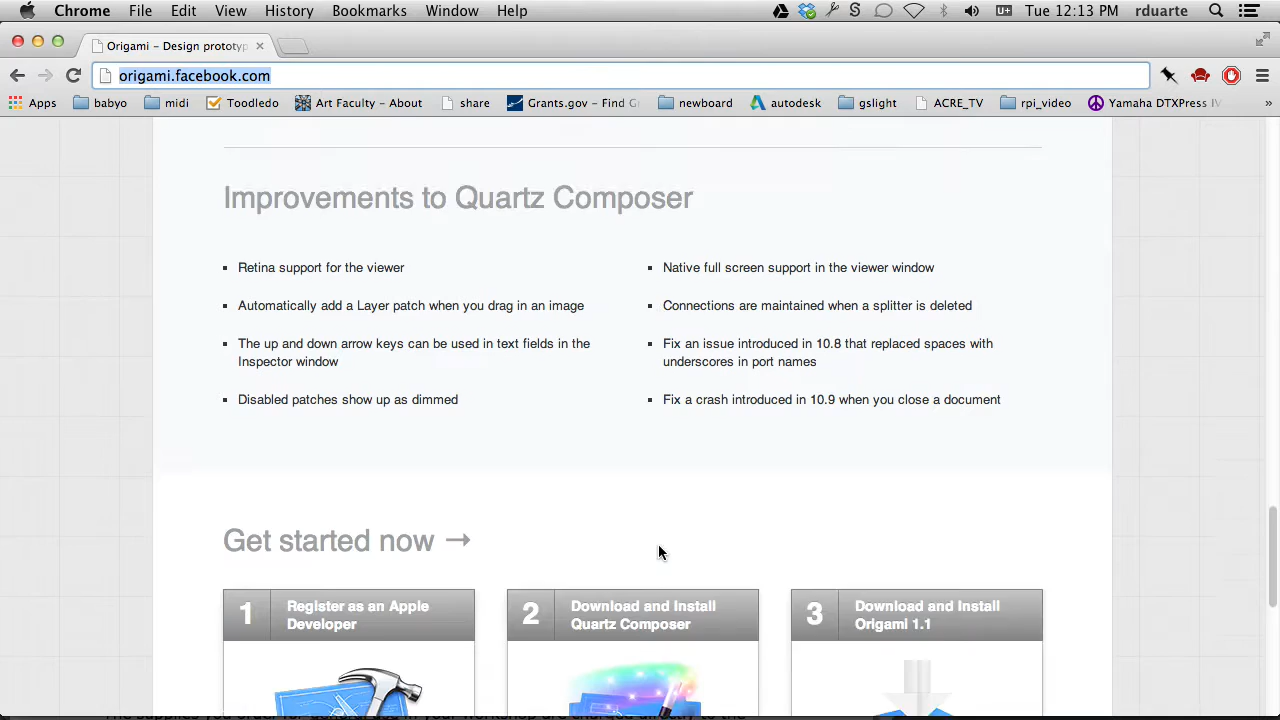 Chrome File Edit View History Bookmarks Window Help Tue 12:13 PM rduarte
Origami – Design prototyp
origami.facebook.com
Apps babyo midi Toodledo Art Faculty – About share Grants.gov – Find Gr newboard autodesk gslight ACRE_TV rpi_video Yamaha DTXPress IV »
Improvements to Quartz Composer
Retina support for the viewer
Automatically add a Layer patch when you drag in an image
The up and down arrow keys can be used in text fields in the
Inspector window
Disabled patches show up as dimmed
Native full screen support in the viewer window
Connections are maintained when a splitter is deleted
Fix an issue introduced in 10.8 that replaced spaces with
underscores in port names
Fix a crash introduced in 10.9 when you close a document
Get started now →
1 Register as an Apple
Developer
2 Download and Install
Quartz Composer
3 Download and Install
Origami 1.1